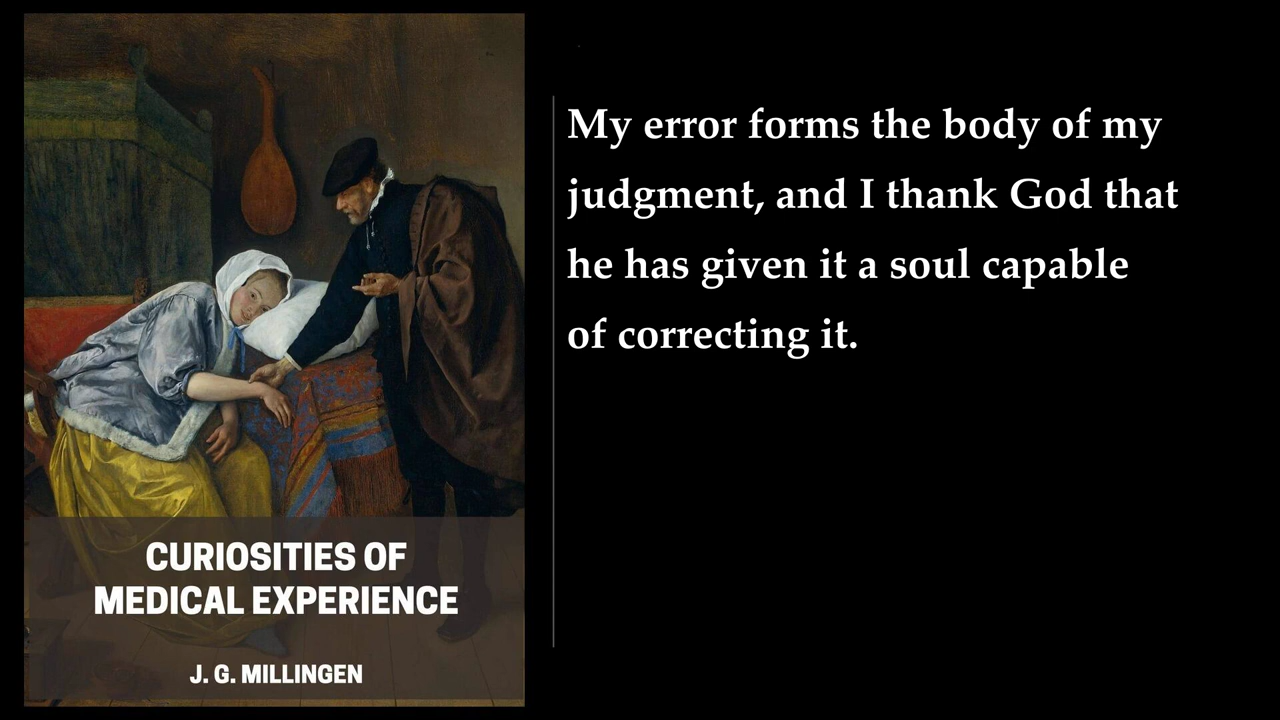 My error forms the body of my
judgment, and I thank God that
he has given it a soul capable
of correcting it.
CURIOSITIES OF
MEDICAL EXPERIENCE
J. G. MILLINGEN